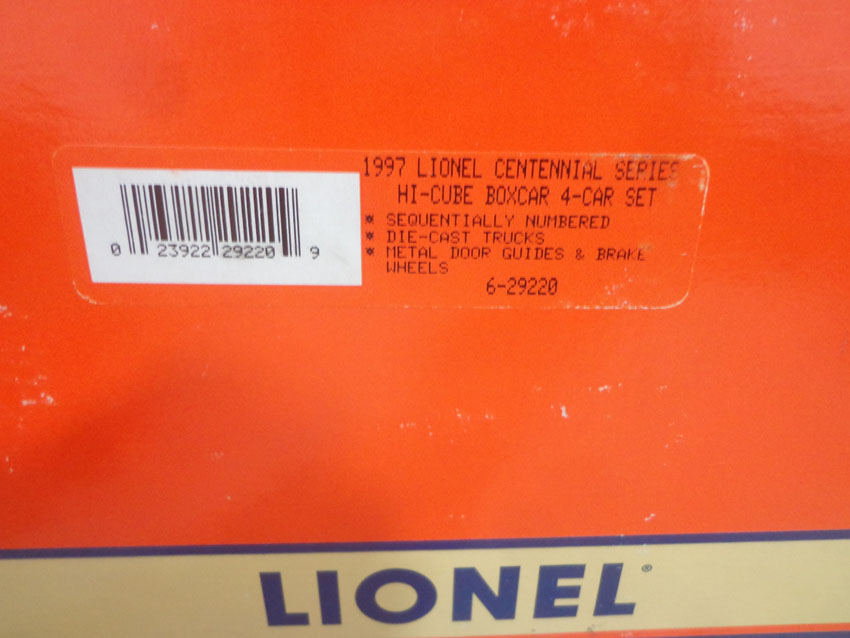 1997 LIONEL CENTENNIAL SERIES
HI-CUBE BOXCAR 4-CAR SET
* SEQUENTIALLY NUMBERED
* DIE-CAST TRUCKS
* METAL DOOR GUIDES & BRAKE
WHEELS
6-29220
0 23922 29220 9
LIONEL®